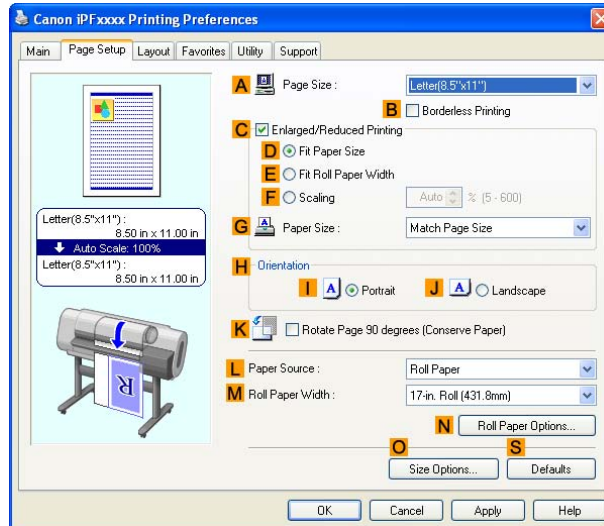 Canon iPFxxxx Printing Preferences
Main Page Setup Layout Favorites Utility Support
A Page Size : Letter(8.5"x11")
B Borderless Printing
C Enlarged/Reduced Printing
D Fit Paper Size
E Fit Roll Paper Width
F Scaling Auto % (5 - 600)
G Paper Size : Match Page Size
Letter(8.5"x11") :
8.50 in x 11.00 in
Auto Scale: 100%
Letter(8.5"x11") :
8.50 in x 11.00 in
H Orientation
I A Portrait J A Landscape
K Rotate Page 90 degrees (Conserve Paper)
R
L Paper Source : Roll Paper
M Roll Paper Width : 17-in. Roll (431.8mm)
N Roll Paper Options...
O S
Size Options... Defaults
OK Cancel Apply Help